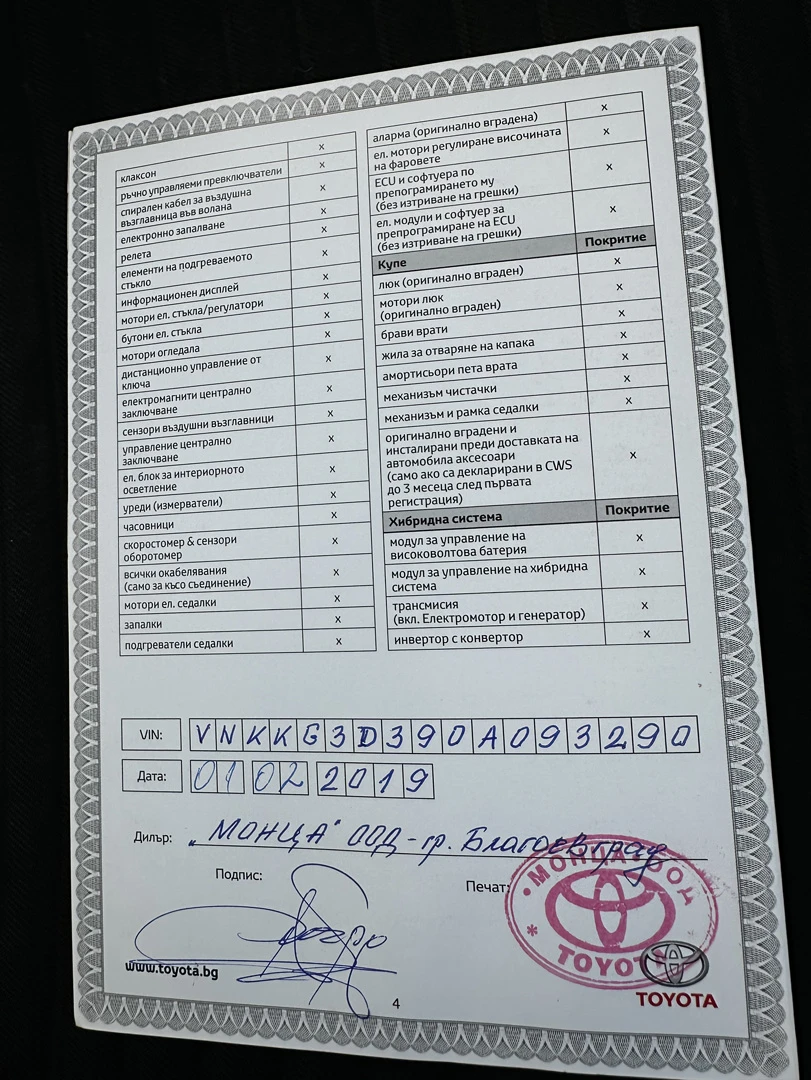 клаксон x
ръчно управляеми превключватели x
спирален кабел за въздушна
възглавница във волана x
електронно запалване x
релета x
елементи на подгреваемото
стъкло x
информационен дисплей x
мотори ел. стъкла/регулатори x
бутони ел. стъкла x
мотори огледала x
дистанционно управление от
ключа x
електромагнити централно
заключване x
сензори въздушни възглавници x
управление централно
заключване x
ел. блок за интериорното
осветление x
уреди (измерватели) x
часовници x
скоростомер & сензори
оборотомер x
всички окабелявания
(само за късо съединение) x
мотори ел. седалки x
запалки x
подгреватели седалки x
аларма (оригинално вградена) x
ел. мотори регулиране височината
на фаровете x
ECU и софтуера по
препограмирането му
(без изтриване на грешки) x
ел. модули и софтуер за
препрограмиране на ECU
(без изтриване на грешки) x
Купе Покритие
люк (оригинално вграден) x
мотори люк
(оригинално вграден) x
брави врати x
жила за отваряне на капака x
амортисьори пета врата x
механизъм чистачки x
механизъм и рамка седалки x
оригинално вградени и
инсталирани преди доставката на
автомобила аксесоари
(само ако са декларирани в CWS
до 3 месеца след първата
регистрация) x
Хибридна система Покритие
модул за управление на
високоволтова батерия x
модул за управление на хибридна
система x
трансмисия
(вкл. Електромотор и генератор) x
инвертор с конвертор x
VIN: VNKKG3D390A093290
Дата: 01 02 2019
Дилър: „МОНЦА" ООД - гр. Благоевград
Подпис:
Печат:
МОНЦА ООД
* TOYOTA
www.toyota.bg
TOYOTA
4